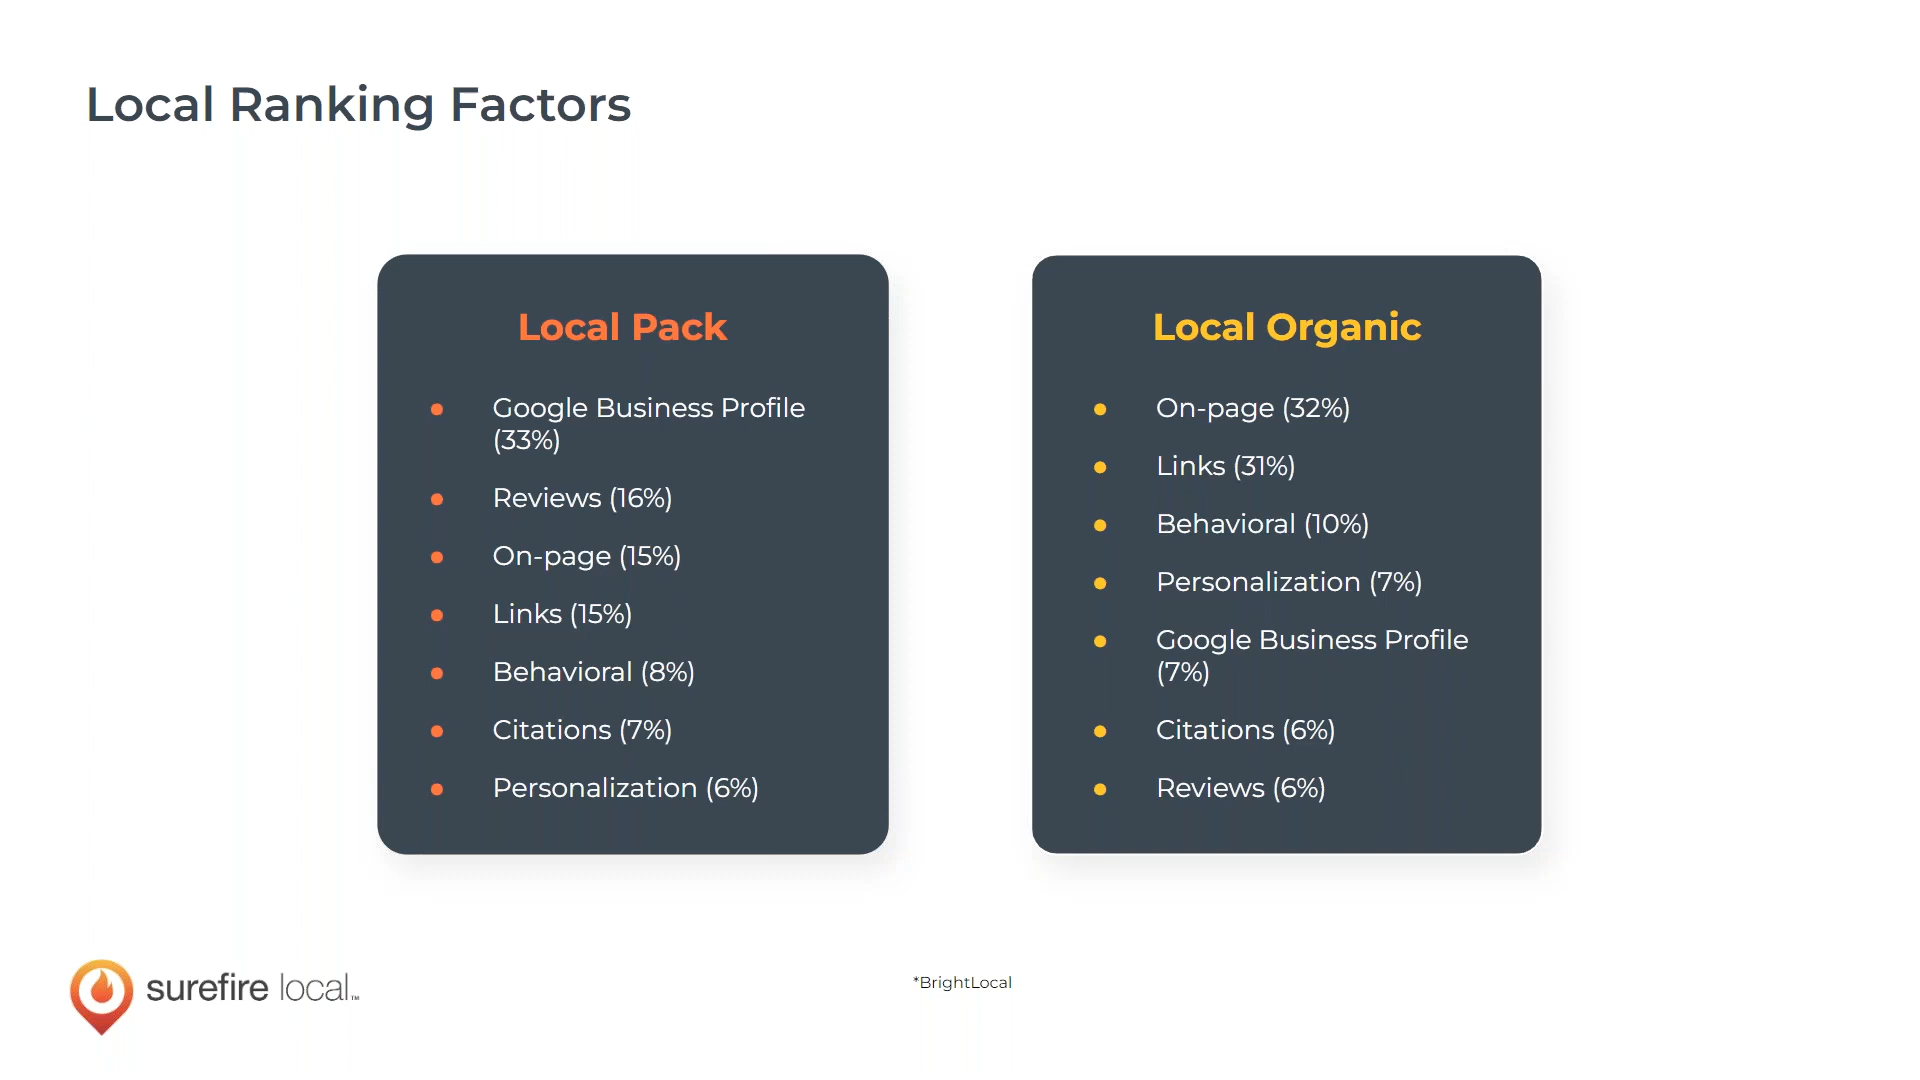 Local Ranking Factors
Local Pack
Google Business Profile
(33%)
Reviews (16%)
On-page (15%)
Links (15%)
Behavioral (8%)
Citations (7%)
Personalization (6%)
Local Organic
On-page (32%)
Links (31%)
Behavioral (10%)
Personalization (7%)
Google Business Profile
(7%)
Citations (6%)
Reviews (6%)
surefire local™
*BrightLocal